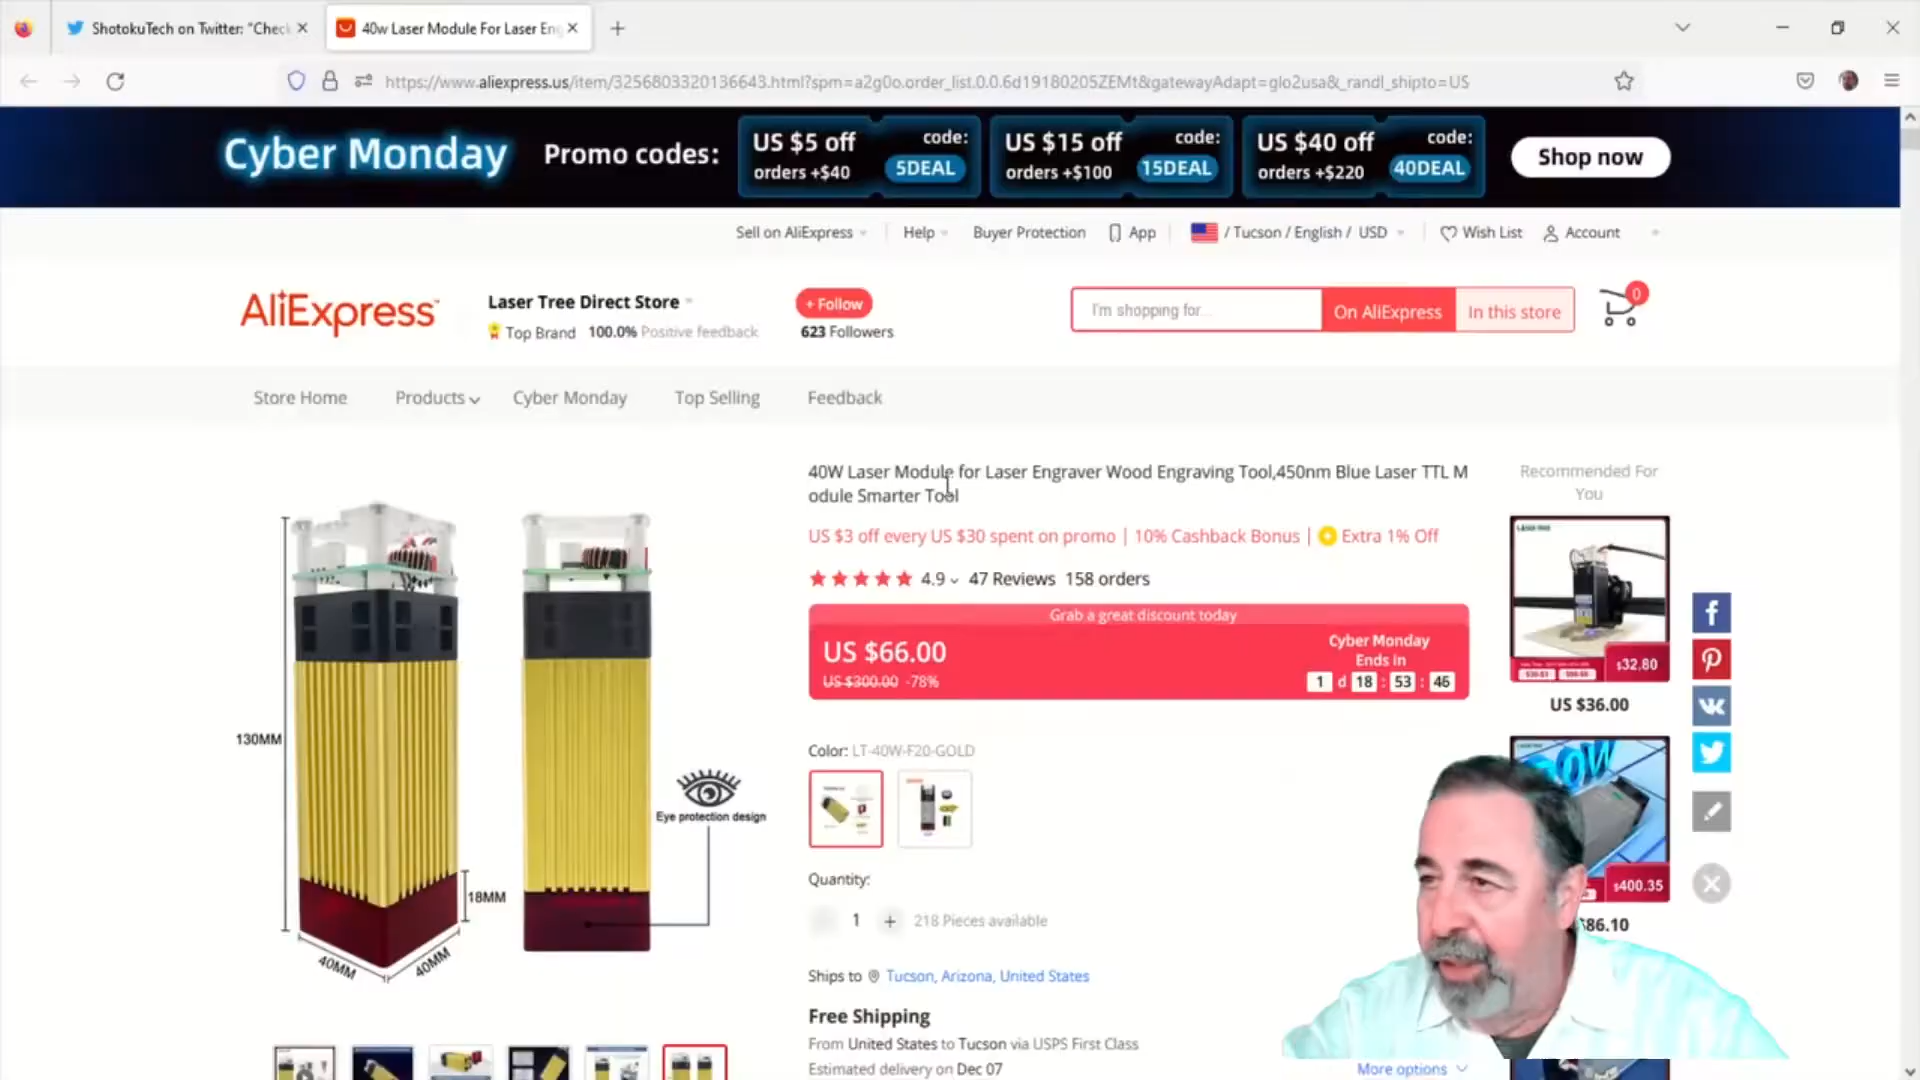 ShotokuTech on Twitter: "Check
40w Laser Module For Laser Eng
https://www.aliexpress.us/item/3256803320136643.html?spm=a2g0o.order_list.0.0.6d19180205ZEMt&gatewayAdapt=glo2usa&_randl_shipto=US
Cyber Monday
Promo codes:
US $5 off code:
orders +$40 5DEAL
US $15 off code:
orders +$100 15DEAL
US $40 off code:
orders +$220 40DEAL
Shop now
Sell on AliExpress
Help
Buyer Protection
App
/ Tucson / English / USD
Wish List
Account
AliExpress
Laser Tree Direct Store
Top Brand 100.0% Positive feedback
+ Follow
623 Followers
I'm shopping for...
On AliExpress
In this store
0
Store Home
Products
Cyber Monday
Top Selling
Feedback
40W Laser Module for Laser Engraver Wood Engraving Tool,450nm Blue Laser TTL M
odule Smarter Tool
US $3 off every US $30 spent on promo | 10% Cashback Bonus | Extra 1% Off
4.9 47 Reviews 158 orders
Grab a great discount today
US $66.00
US $300.00 -78%
Cyber Monday
Ends in
1 d 18 : 53 : 46
Color: LT-40W-F20-GOLD
Quantity:
1 + 218 Pieces available
Ships to Tucson, Arizona, United States
Free Shipping
From United States to Tucson via USPS First Class
Estimated delivery on Dec 07
More options
130MM
18MM
40MM
40MM
Eye protection design
Recommended For
You
LASER TREE
$32.80
US $36.00
$400.35
$86.10